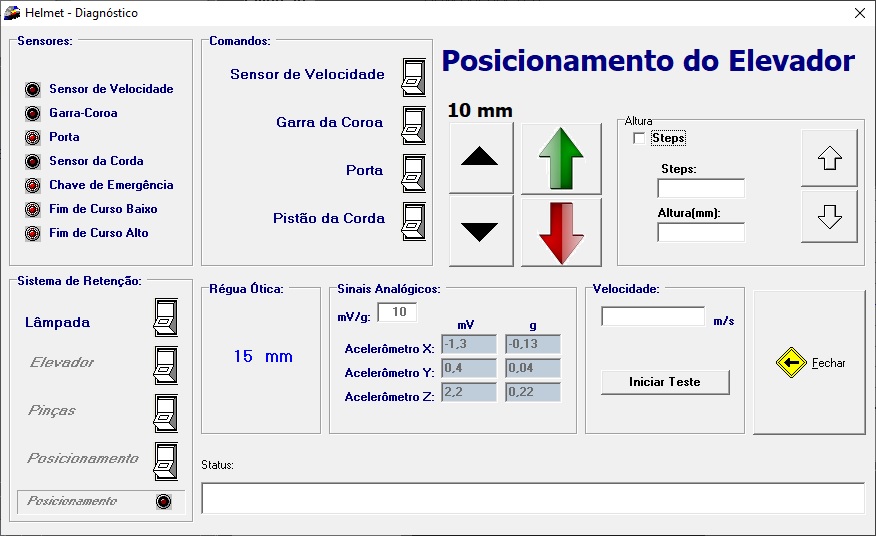 Helmet - Diagnóstico
Sensores:
Sensor de Velocidade
Garra-Coroa
Porta
Sensor da Corda
Chave de Emergência
Fim de Curso Baixo
Fim de Curso Alto
Comandos:
Sensor de Velocidade
Garra da Coroa
Porta
Pistão da Corda
Posicionamento do Elevador
10 mm
Altura
Steps
Steps:
Altura(mm):
Sistema de Retenção:
Lâmpada
Elevador
Pinças
Posicionamento
Posicionamento
Régua Ótica:
15 mm
Sinais Analógicos:
mV/g: 10
mV g
Acelerômetro X: -1,3 -0,13
Acelerômetro Y: 0,4 0,04
Acelerômetro Z: 2,2 0,22
Velocidade:
m/s
Iniciar Teste
Fechar
Status: